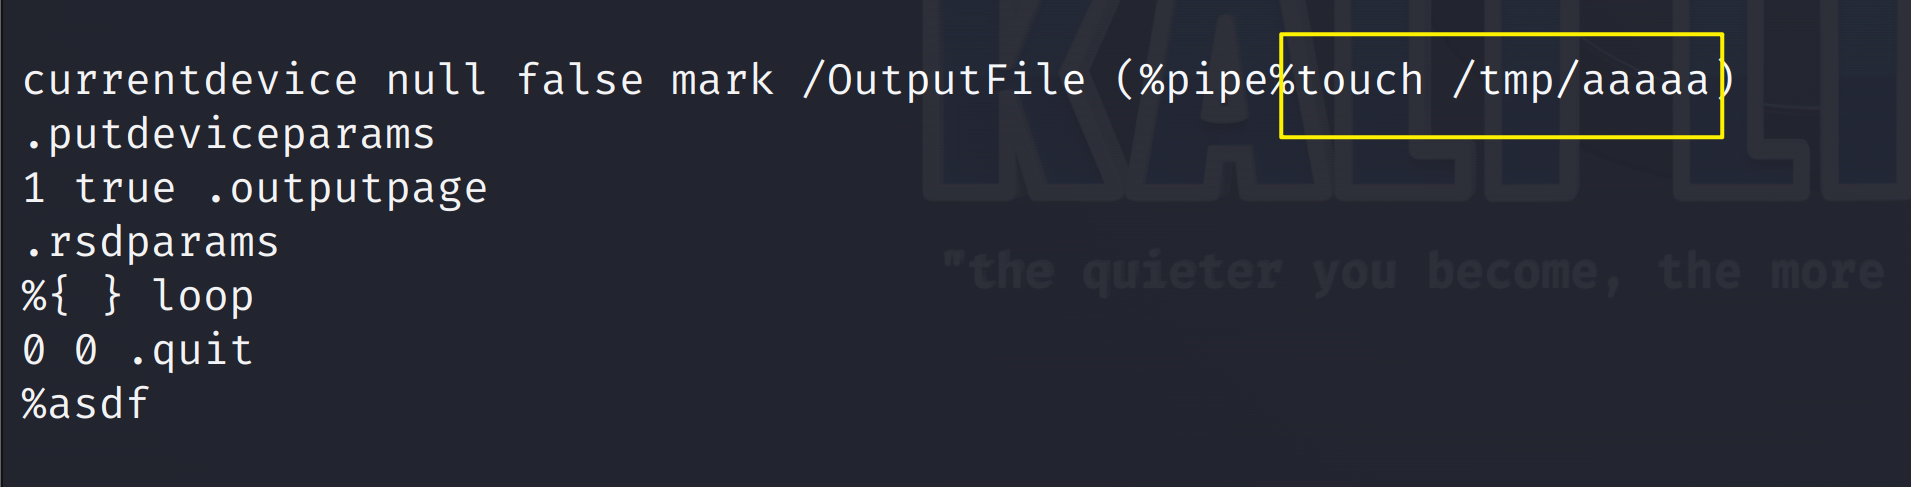 KALI LI
currentdevice null false mark /OutputFile (%pipe%touch /tmp/aaaaa)
.putdeviceparams
1 true .outputpage
.rsdparams
"the quieter you become, the more
%{ } loop
0 0 .quit
%asdf